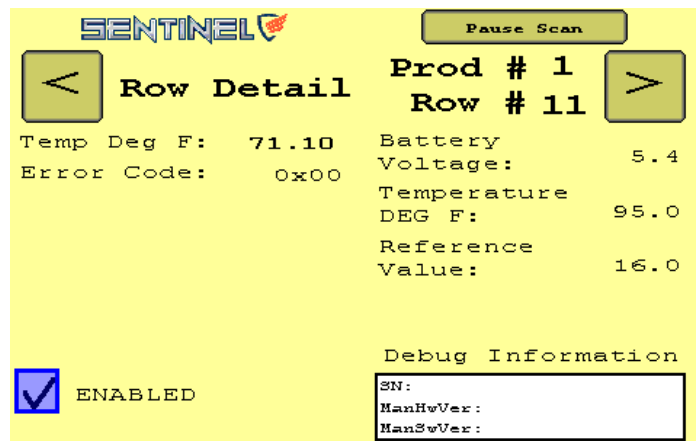 SENTINEL
Pause Scan
<
Row Detail
Prod # 1
Row # 11
>
Temp Deg F: 71.10
Error Code: 0x00
Battery
Voltage: 5.4
Temperature
DEG F: 95.0
Reference
Value: 16.0
ENABLED
Debug Information
SN:
ManHwVer:
ManSwVer: